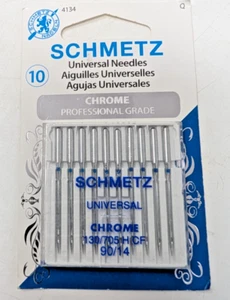 4134
Q
SCHMETZ
10
Universal Needles
Aiguilles Universelles
Agujas Universales
CHROME
PROFESSIONAL GRADE
SCHMETZ
UNIVERSAL
CHROME
130/705 H CF
90/14